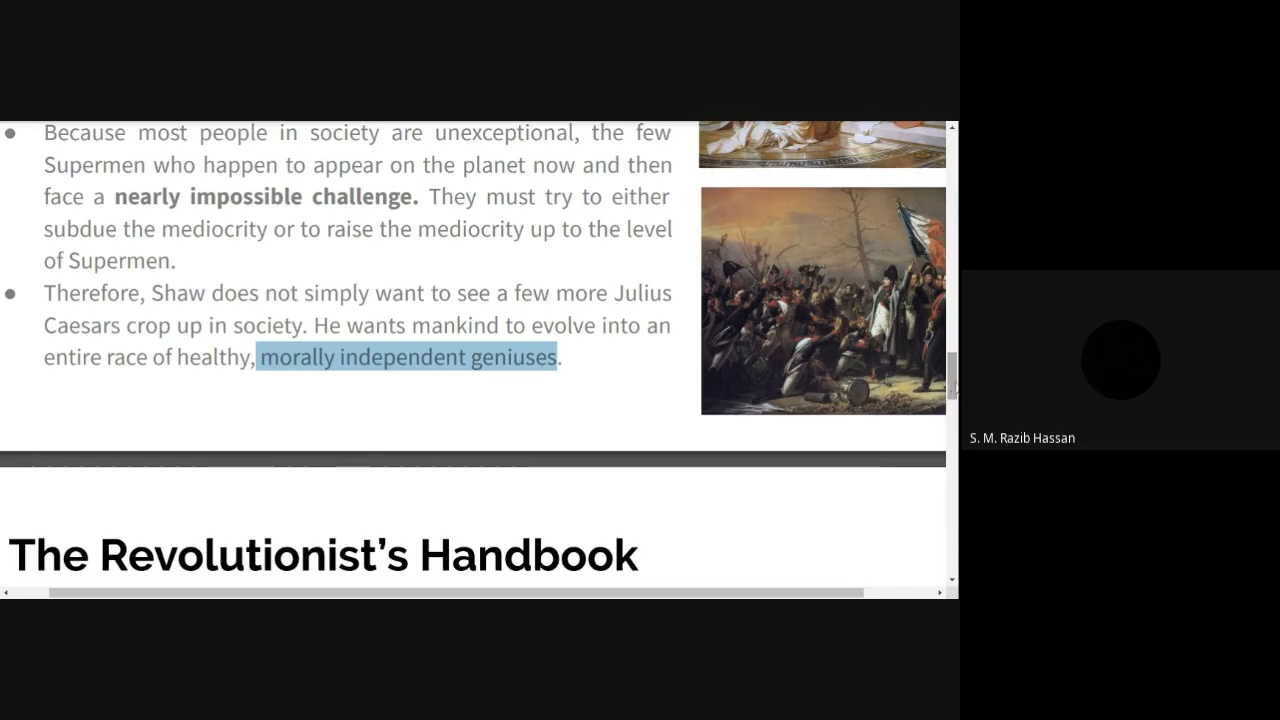 Because most people in society are unexceptional, the few
Supermen who happen to appear on the planet now and then
face a nearly impossible challenge. They must try to either
subdue the mediocrity or to raise the mediocrity up to the level
of Supermen.
Therefore, Shaw does not simply want to see a few more Julius
Caesars crop up in society. He wants mankind to evolve into an
entire race of healthy, morally independent geniuses.
The Revolutionist’s Handbook
S. M. Razib Hassan